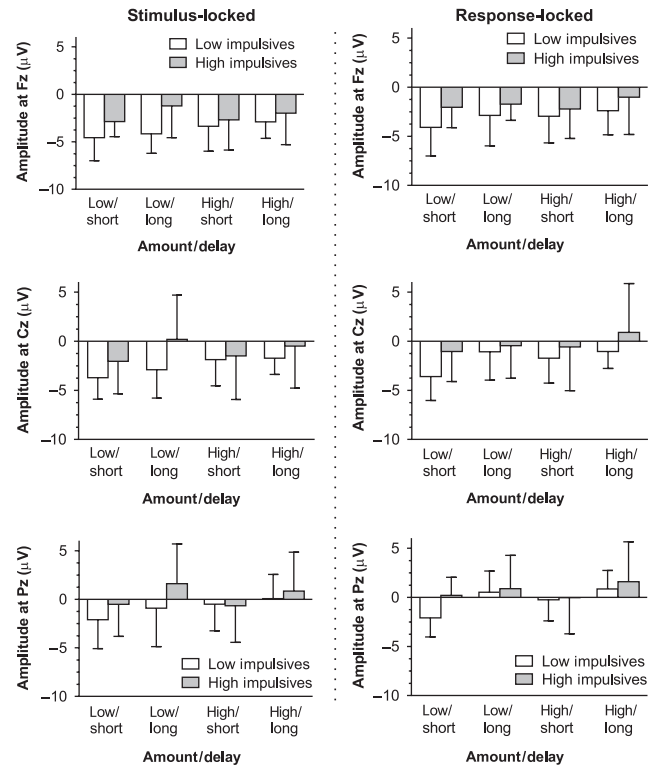 Stimulus-locked
Amplitude at Fz (μV)
5
0
−5
−10
Low impulsives
High impulsives
Low/short
Low/long
High/short
High/long
Amount/delay
Response-locked
Amplitude at Fz (μV)
5
0
−5
−10
Low impulsives
High impulsives
Low/short
Low/long
High/short
High/long
Amount/delay
Amplitude at Cz (μV)
5
0
−5
−10
Low/short
Low/long
High/short
High/long
Amount/delay
Amplitude at Cz (μV)
5
0
−5
−10
Low/short
Low/long
High/short
High/long
Amount/delay
Amplitude at Pz (μV)
5
0
−5
−10
Low impulsives
High impulsives
Low/short
Low/long
High/short
High/long
Amount/delay
Amplitude at Pz (μV)
5
0
−5
−10
Low impulsives
High impulsives
Low/short
Low/long
High/short
High/long
Amount/delay